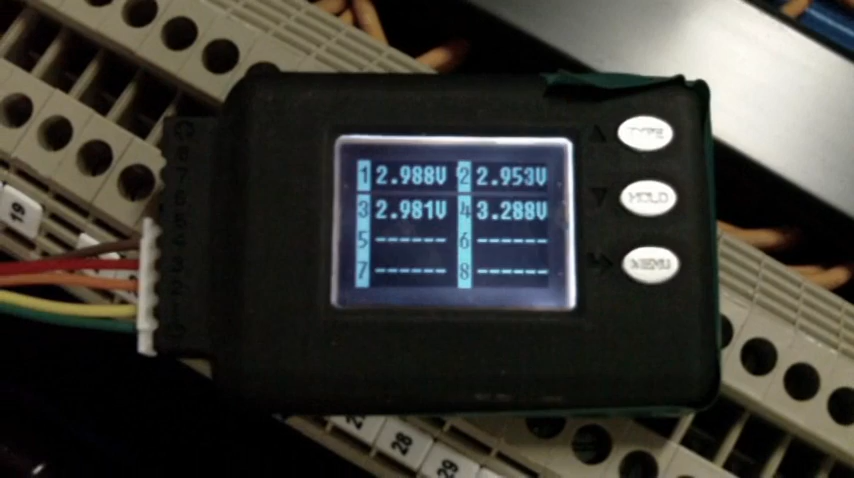 1 2.988V 2 2.953V
3 2.981V 4 3.288V
5 ------ 6 ------
7 ------ 8 ------
TYPE
MOLD
MENU
19
28
29